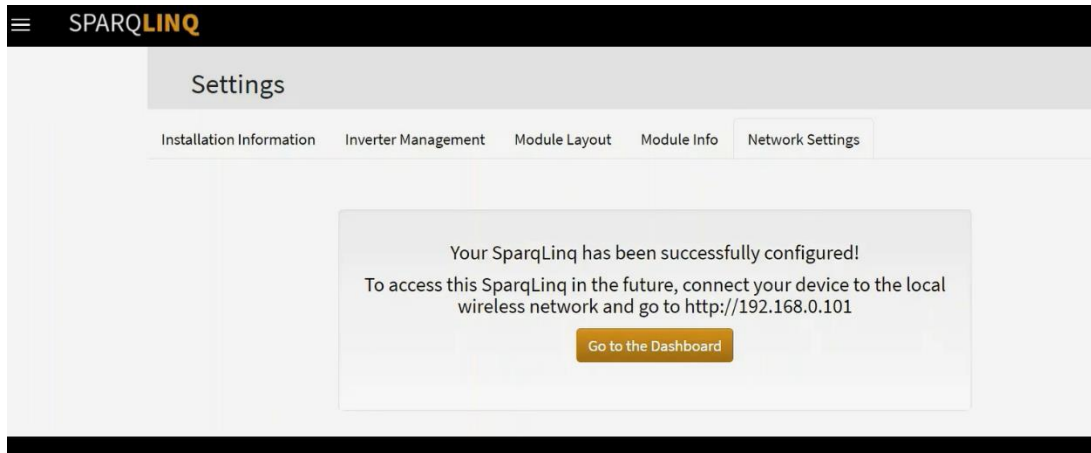 SPARQLINQ
Settings
Installation Information Inverter Management Module Layout Module Info Network Settings
Your SparqLinq has been successfully configured!
To access this SparqLinq in the future, connect your device to the local
wireless network and go to http://192.168.0.101
Go to the Dashboard